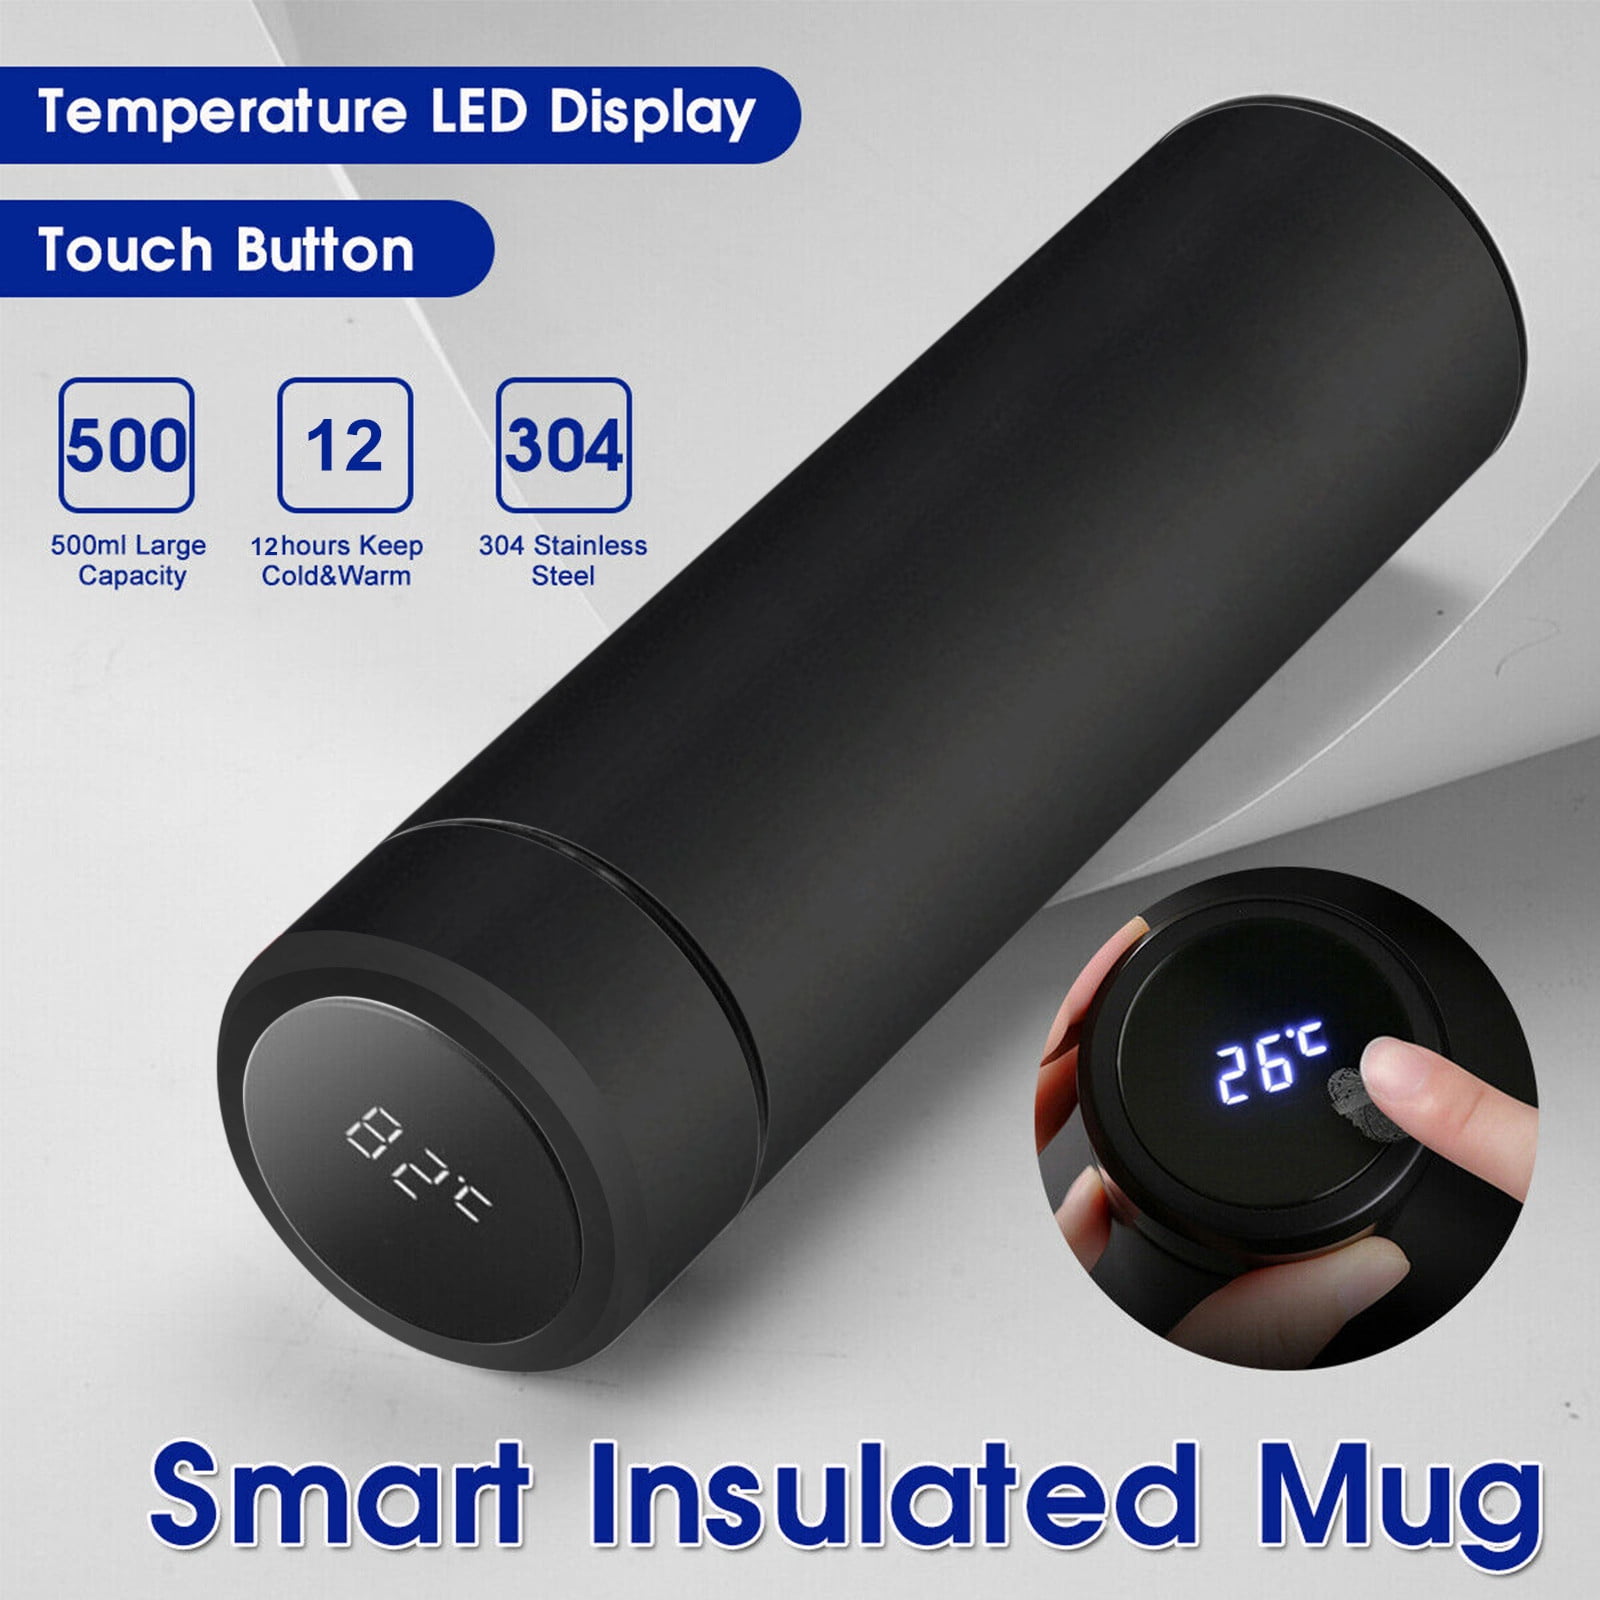 Temperature LED Display
Touch Button
500
12
304
500ml Large
Capacity
12hours Keep
Cold&Warm
304 Stainless
Steel
82℃
26℃
Smart Insulated Mug